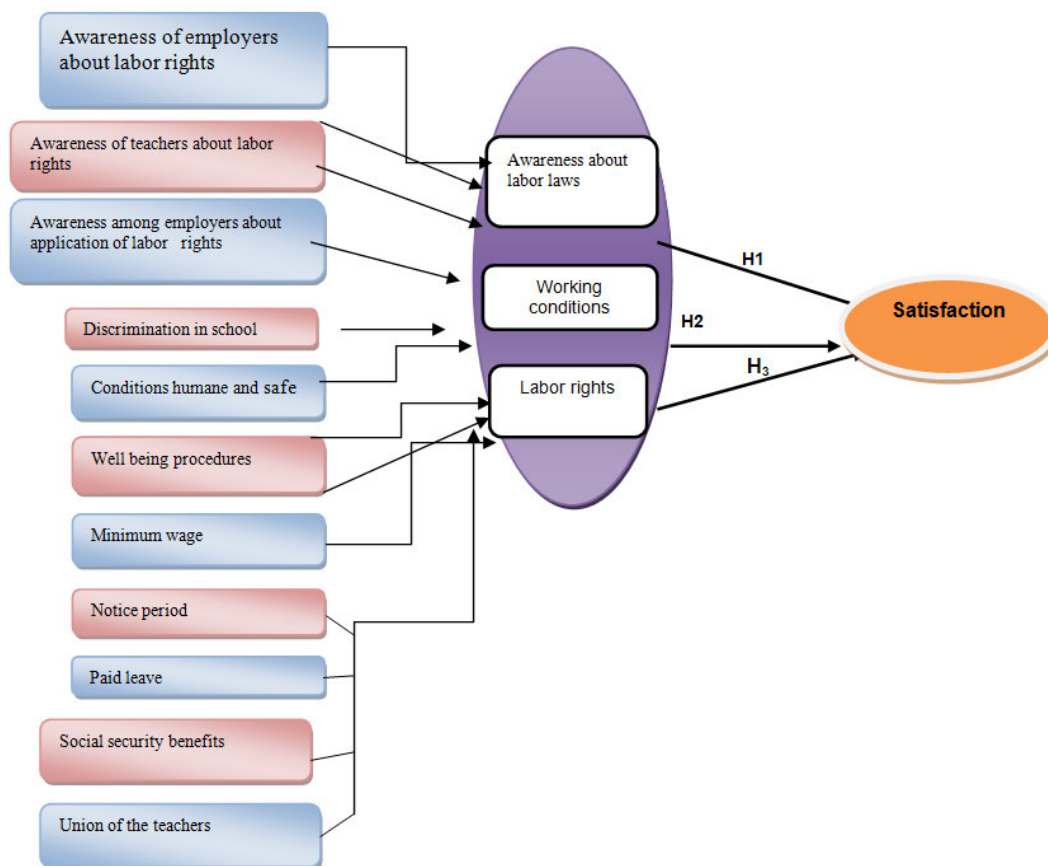 Awareness of employers
about labor rights
Awareness of teachers about labor
rights
Awareness among employers about
application of labor rights
Discrimination in school
Conditions humane and safe
Well being procedures
Minimum wage
Notice period
Paid leave
Social security benefits
Union of the teachers
Awareness about
labor laws
Working
conditions
Labor rights
H1
H2
H3
Satisfaction